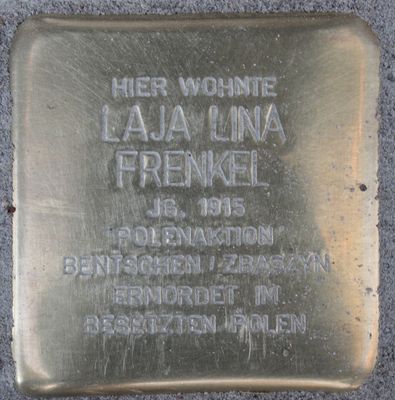 HIER WOHNTE
LAJA LINA
FRENKEL
JG. 1915
'POLENAKTION'
BENTSCHEN / ZBASZYN
ERMORDET IM
BESETZTEN POLEN